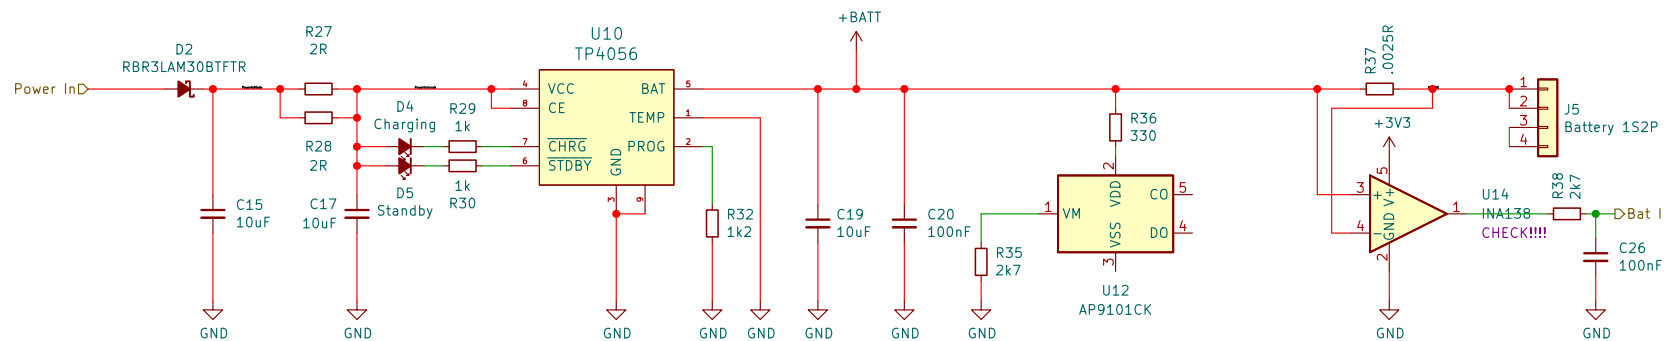 Power In
D2
RBR3LAM30BTFTR
R27
2R
R28
2R
C15
10uF
GND
C17
10uF
GND
D4
Charging
D5
Standby
R29
1k
1k
R30
U10
TP4056
4
VCC
8
CE
7
CHRG
6
STDBY
BAT
5
TEMP
1
PROG
2
GND
3
9
GND
R32
1k2
GND
GND
+BATT
C19
10uF
GND
C20
100nF
GND
R35
2k7
GND
R36
330
2
VDD
1
VM
CO
5
DO
4
VSS
3
U12
AP9101CK
R37
.0025R
+3V3
5
V+
3
+
4
-
GND
2
1
GND
U14
INA138
CHECK!!!!
R38
2k7
Bat I
C26
100nF
GND
1
2
3
4
J5
Battery 1S2P